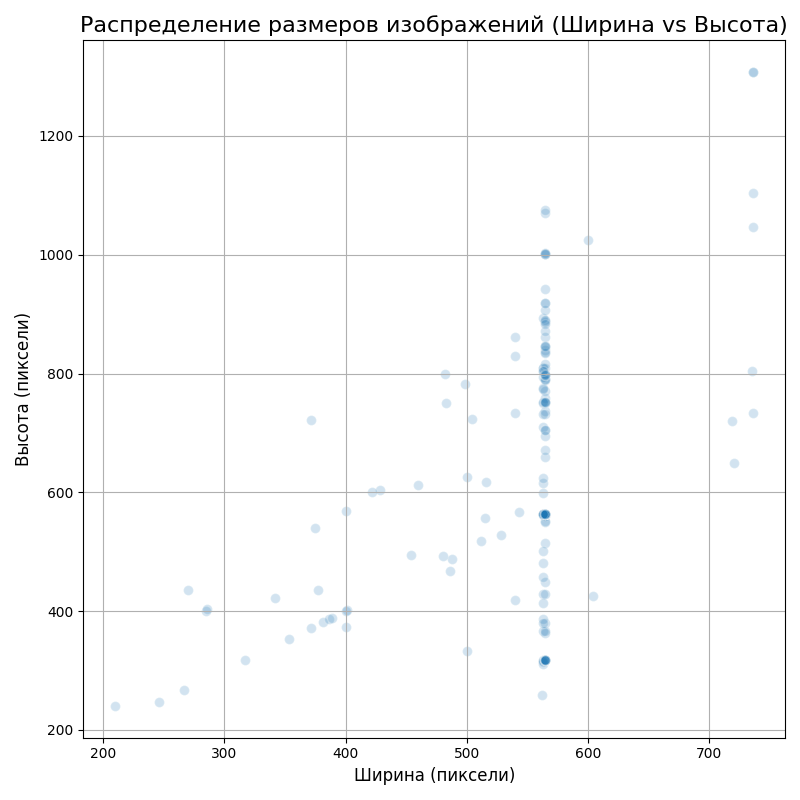 Распределение размеров изображений (Ширина vs Высота)
Высота (пиксели)
1200
1000
800
600
400
200
200 300 400 500 600 700
Ширина (пиксели)